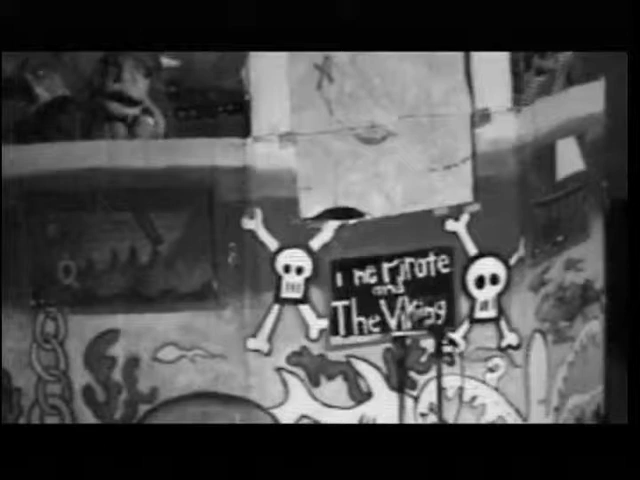 The Pirate
and
The Viking